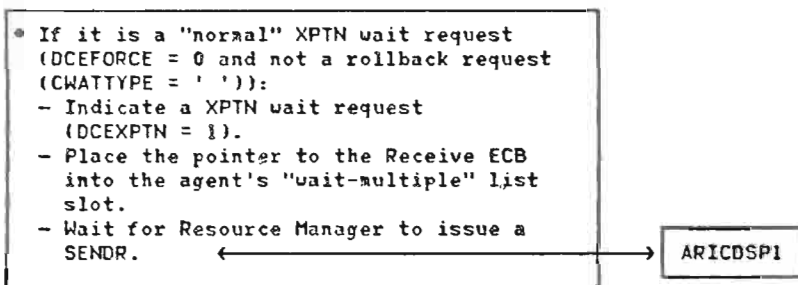 • If it is a "normal" XPTN wait request
(DCEFORCE = 0 and not a rollback request
(CWATTYPE = ' ')):
- Indicate a XPTN wait request
(DCEXPTN = 1).
- Place the pointer to the Receive ECB
into the agent's "wait-multiple" list
slot.
- Wait for Resource Manager to issue a
SENDR.
ARICDSP1